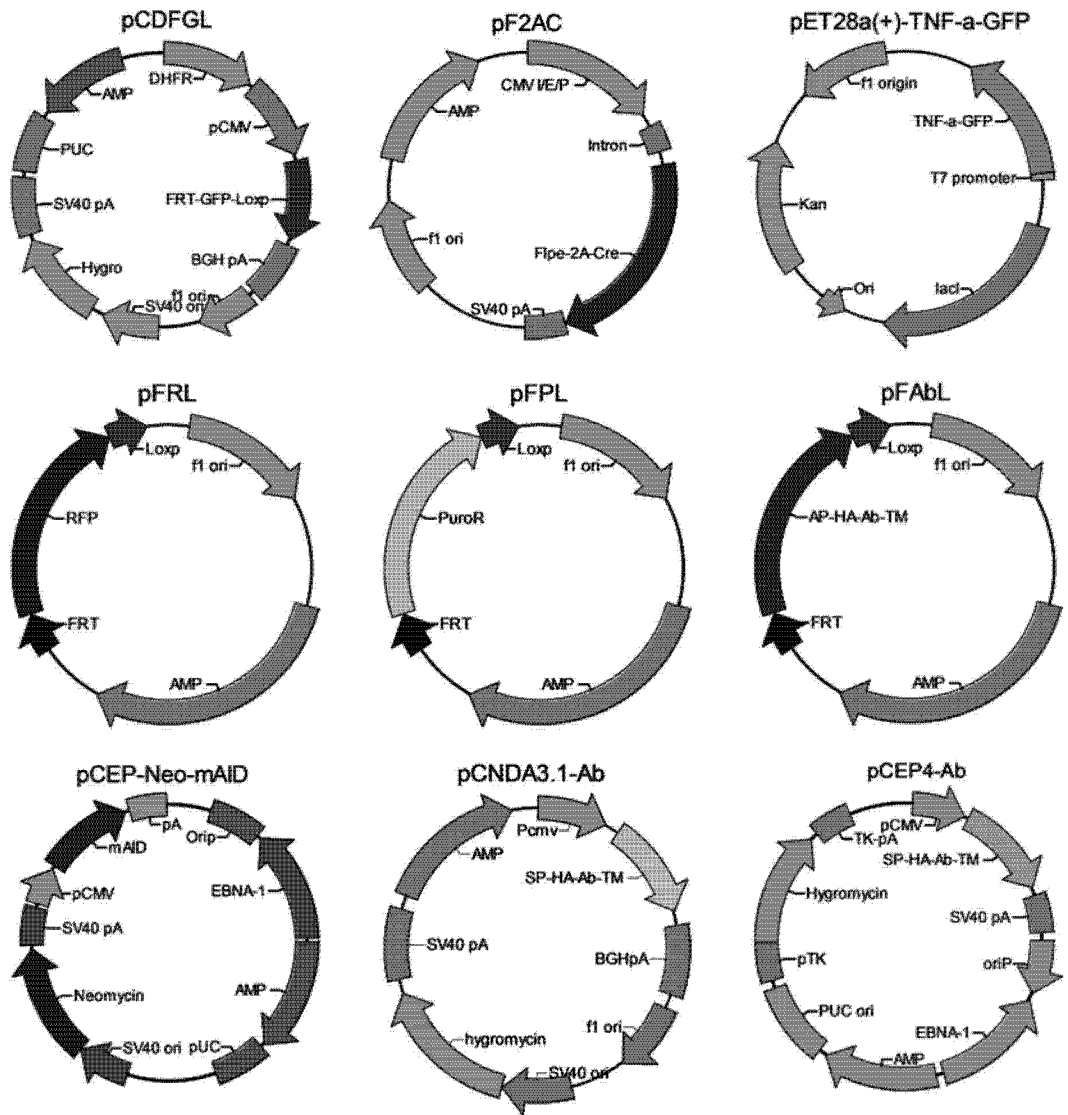 pCDFGL
DHFR
AMP
pCMV
PUC
FRT-GFP-Loxp
SV40 pA
BGH pA
Hygro
f1 ori
SV40 ori
pF2AC
CMV I/E/P
AMP
Intron
f1 ori
Flpe-2A-Cre
SV40 pA
pET28a(+)-TNF-a-GFP
f1 origin
TNF-a-GFP
T7 promoter
Kan
Ori
lacI
pFRL
Loxp
f1 ori
RFP
FRT
AMP
pFPL
Loxp
f1 ori
PuroR
FRT
AMP
pFAbL
Loxp
f1 ori
AP-HA-Ab-TM
FRT
AMP
pCEP-Neo-mAID
pA
Orip
mAID
pCMV
EBNA-1
SV40 pA
Neomycin
AMP
SV40 ori
pUC
pCNDA3.1-Ab
Pcmv
AMP
SP-HA-Ab-TM
SV40 pA
BGHpA
hygromycin
f1 ori
SV40 ori
pCEP4-Ab
pCMV
TK-pA
SP-HA-Ab-TM
Hygromycin
SV40 pA
pTK
oriP
PUC ori
EBNA-1
AMP